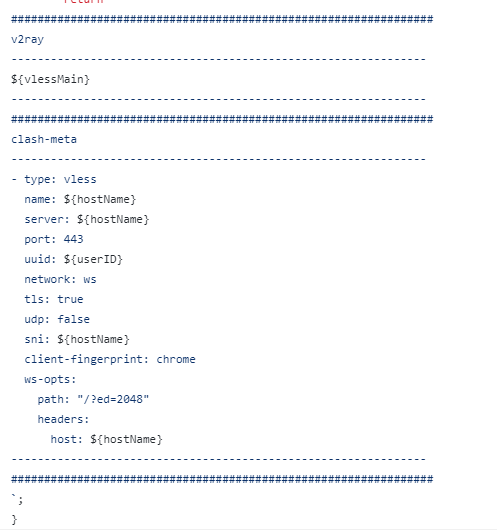 return
################################################################
v2ray
---------------------------------------------------------------
${vlessMain}
---------------------------------------------------------------
################################################################
clash-meta
---------------------------------------------------------------
- type: vless
  name: ${hostName}
  server: ${hostName}
  port: 443
  uuid: ${userID}
  network: ws
  tls: true
  udp: false
  sni: ${hostName}
  client-fingerprint: chrome
  ws-opts:
    path: "/?ed=2048"
    headers:
      host: ${hostName}
---------------------------------------------------------------
################################################################
`;
}